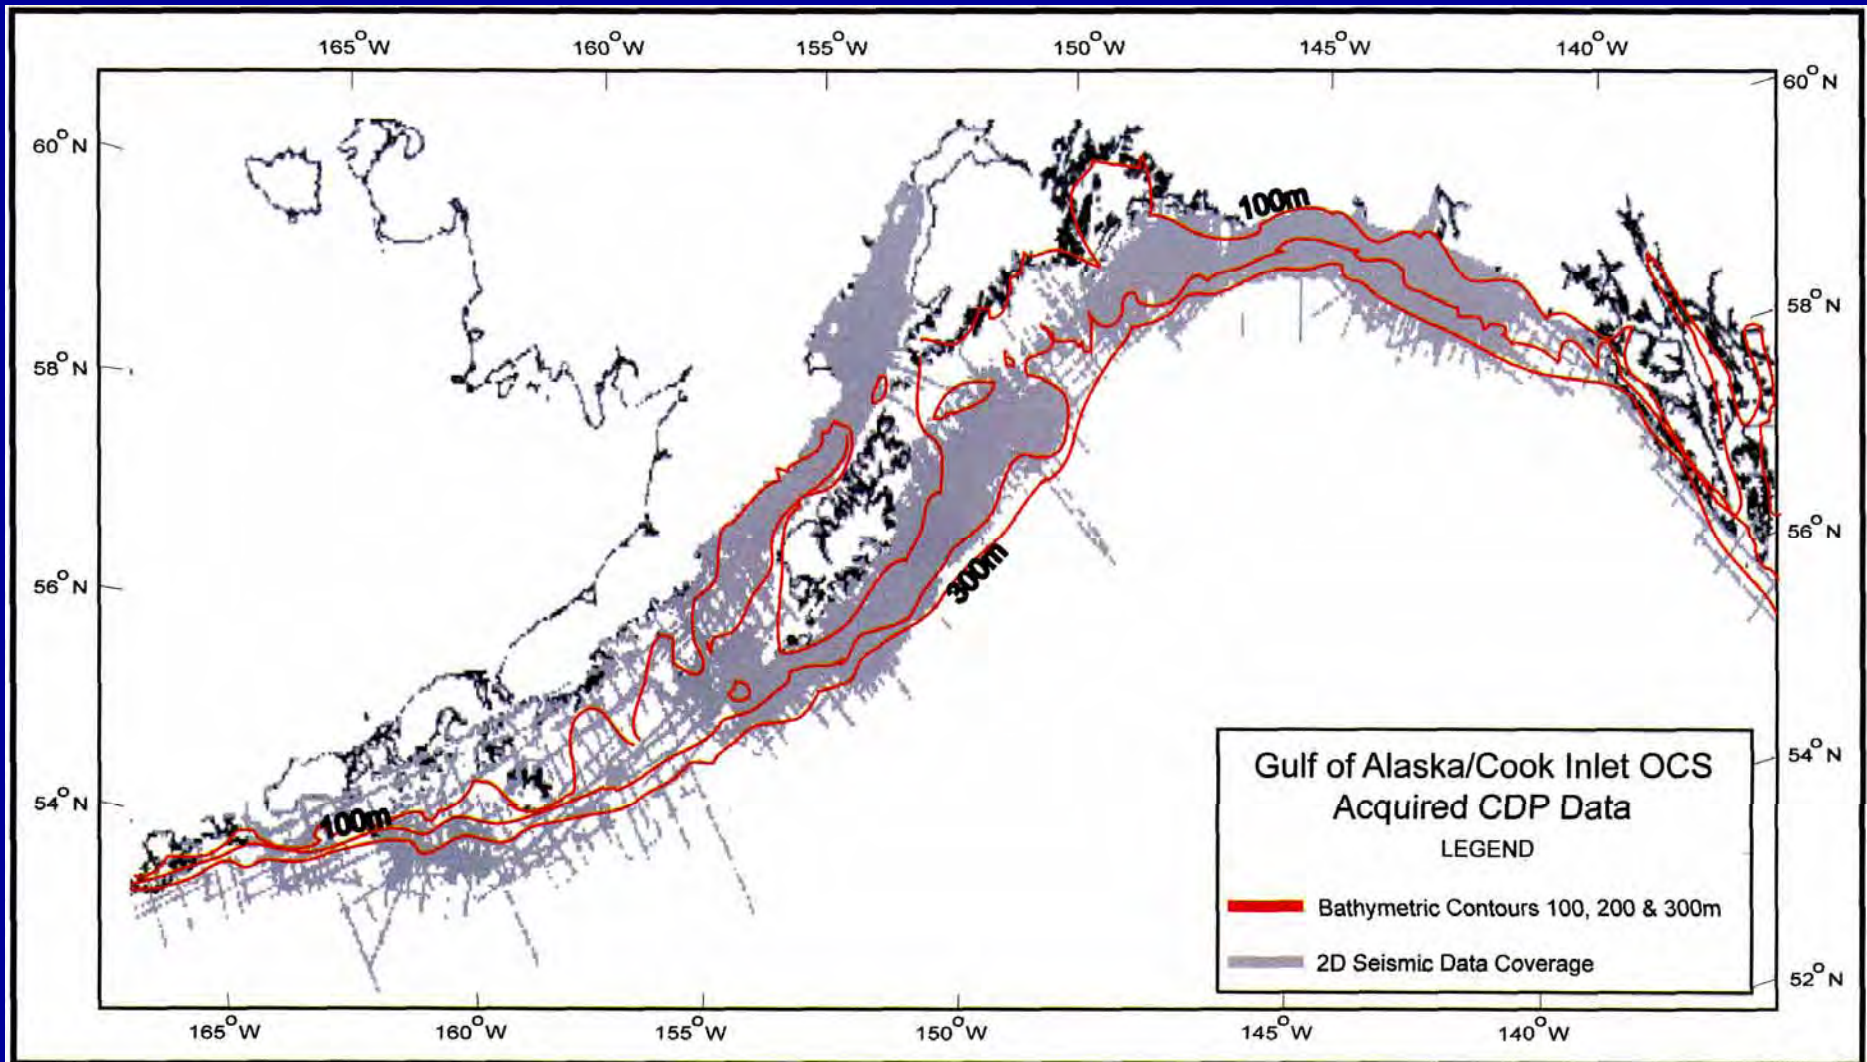 165°W 160°W 155°W 150°W 145°W 140°W
60°N
60°N
100m
58°N
58°N
56°N
300m
56°N
54°N
54°N
100m
Gulf of Alaska/Cook Inlet OCS
Acquired CDP Data
LEGEND
Bathymetric Contours 100, 200 & 300m
2D Seismic Data Coverage
52°N
165°W 160°W 155°W 150°W 145°W 140°W